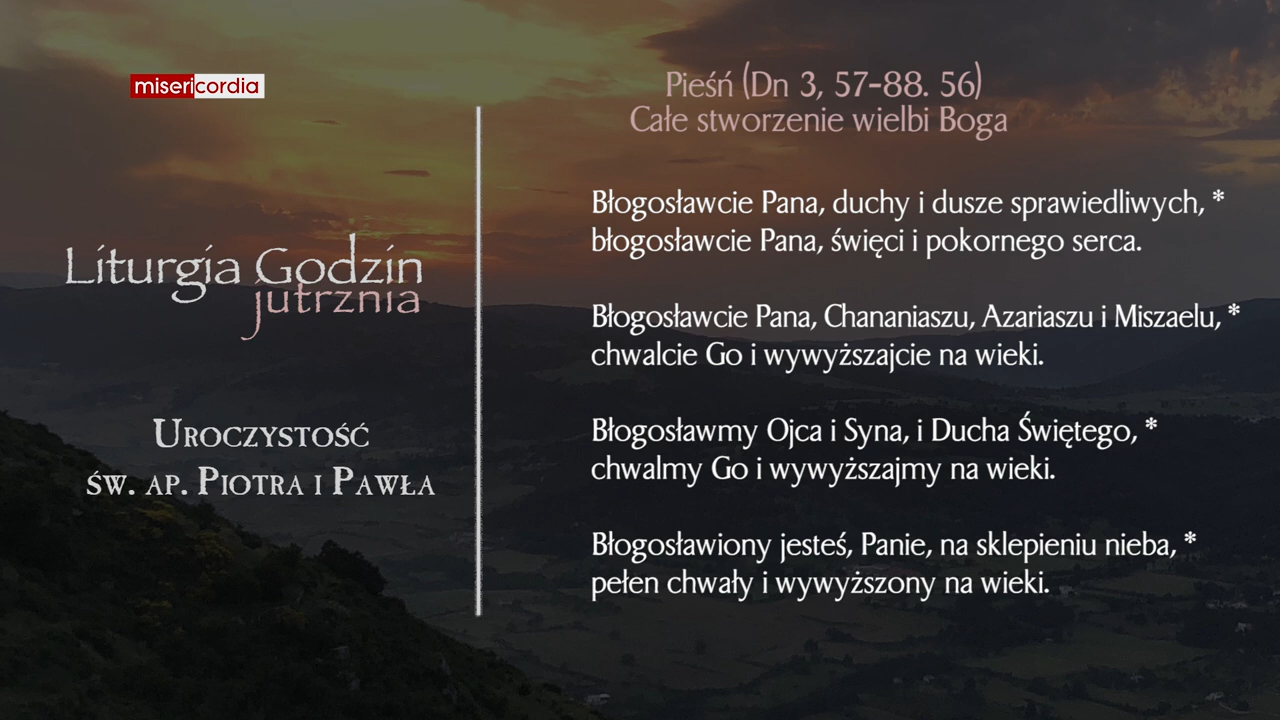 misericordia
Liturgia Godzin
jutrznia
Uroczystość
św. ap. Piotra i Pawła
Pieśń (Dn 3, 57-88. 56)
Całe stworzenie wielbi Boga
Błogosławcie Pana, duchy i dusze sprawiedliwych, *
błogosławcie Pana, święci i pokornego serca.
Błogosławcie Pana, Chananiaszu, Azariaszu i Miszaelu, *
chwalcie Go i wywyższajcie na wieki.
Błogosławmy Ojca i Syna, i Ducha Świętego, *
chwalmy Go i wywyższajmy na wieki.
Błogosławiony jesteś, Panie, na sklepieniu nieba, *
pełen chwały i wywyższony na wieki.